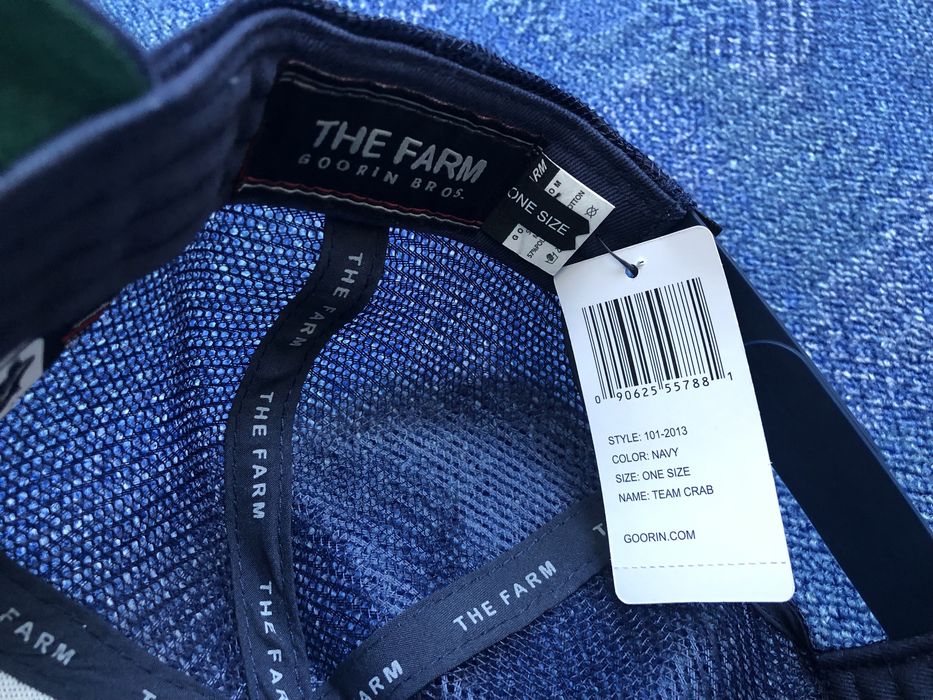 THE FARM
GOORIN BROS.
ONE SIZE
0 90625 55788 1
STYLE: 101-2013
COLOR: NAVY
SIZE: ONE SIZE
NAME: TEAM CRAB
GOORIN.COM
THE FARM
THE FARM
THE FARM
THE FARM
FARM
FARM